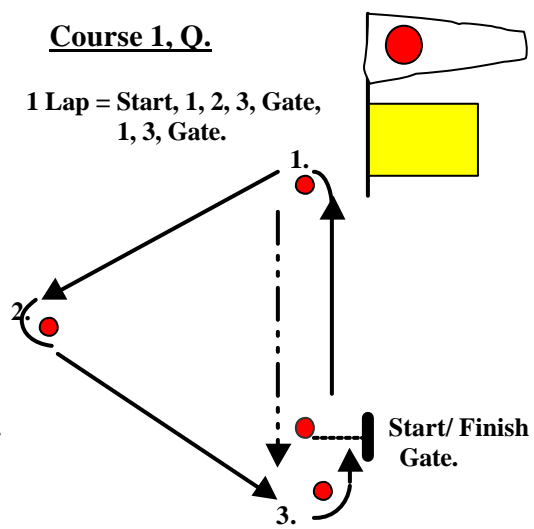 Course 1, Q.
1 Lap = Start, 1, 2, 3, Gate,
1, 3, Gate.
1.
2.
Start/ Finish
Gate.
3.